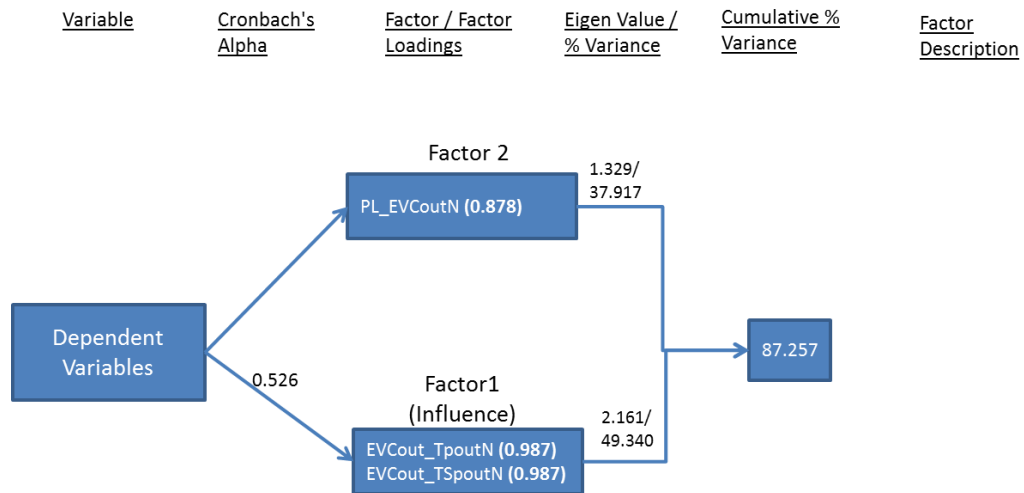 Variable
Cronbach's
Alpha
Factor / Factor
Loadings
Eigen Value /
% Variance
Cumulative %
Variance
Factor
Description
Factor 2
PL_EVCoutN (0.878)
1.329/
37.917
Dependent
Variables
87.257
0.526
Factor1
(Influence)
EVCout_TpoutN (0.987)
EVCout_TSpoutN (0.987)
2.161/
49.340